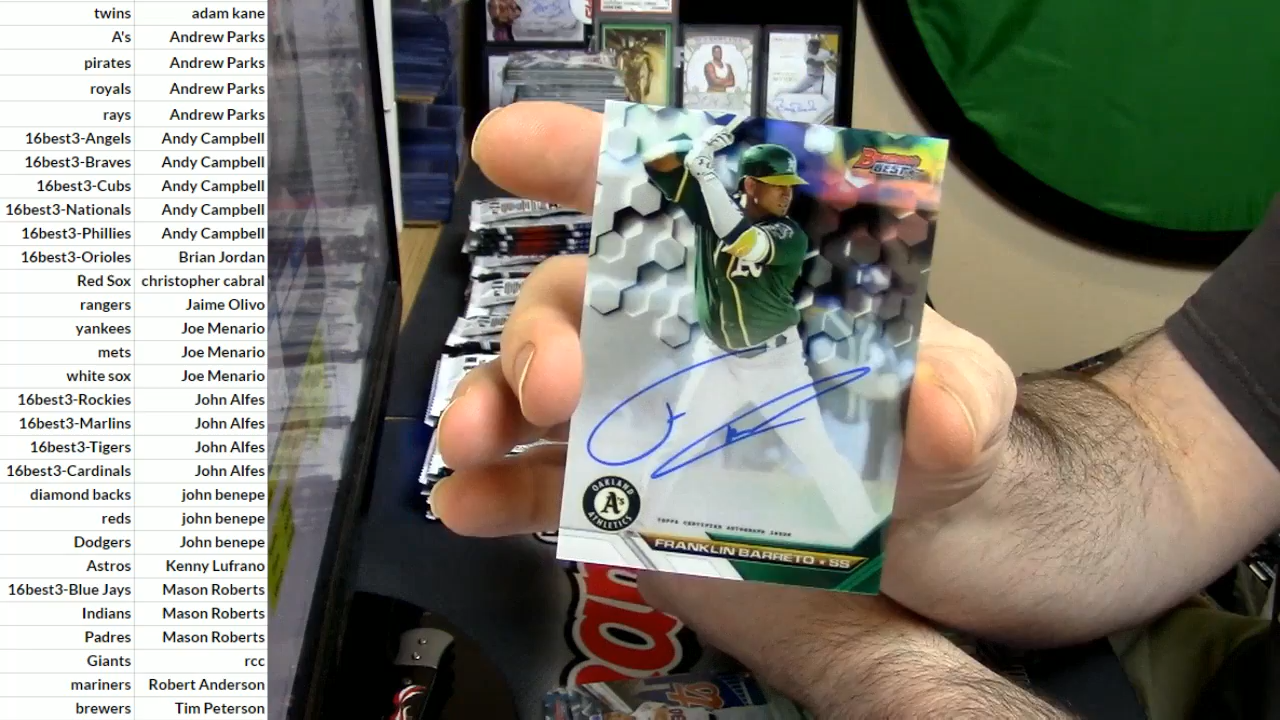 twins adam kane
A's Andrew Parks
pirates Andrew Parks
royals Andrew Parks
rays Andrew Parks
16best3-Angels Andy Campbell
16best3-Braves Andy Campbell
16best3-Cubs Andy Campbell
16best3-Nationals Andy Campbell
16best3-Phillies Andy Campbell
16best3-Orioles Brian Jordan
Red Sox christopher cabral
rangers Jaime Olivo
yankees Joe Menario
mets Joe Menario
white sox Joe Menario
16best3-Rockies John Alfes
16best3-Marlins John Alfes
16best3-Tigers John Alfes
16best3-Cardinals John Alfes
diamond backs john benepe
reds john benepe
Dodgers John benepe
Astros Kenny Lufrano
16best3-Blue Jays Mason Roberts
Indians Mason Roberts
Padres Mason Roberts
Giants rcc
mariners Robert Anderson
brewers Tim Peterson
BOWMAN'S
BEST
OAKLAND
A's
ATHLETICS
TOPPS CERTIFIED AUTOGRAPH ISSUE
FRANKLIN BARRETO • SS